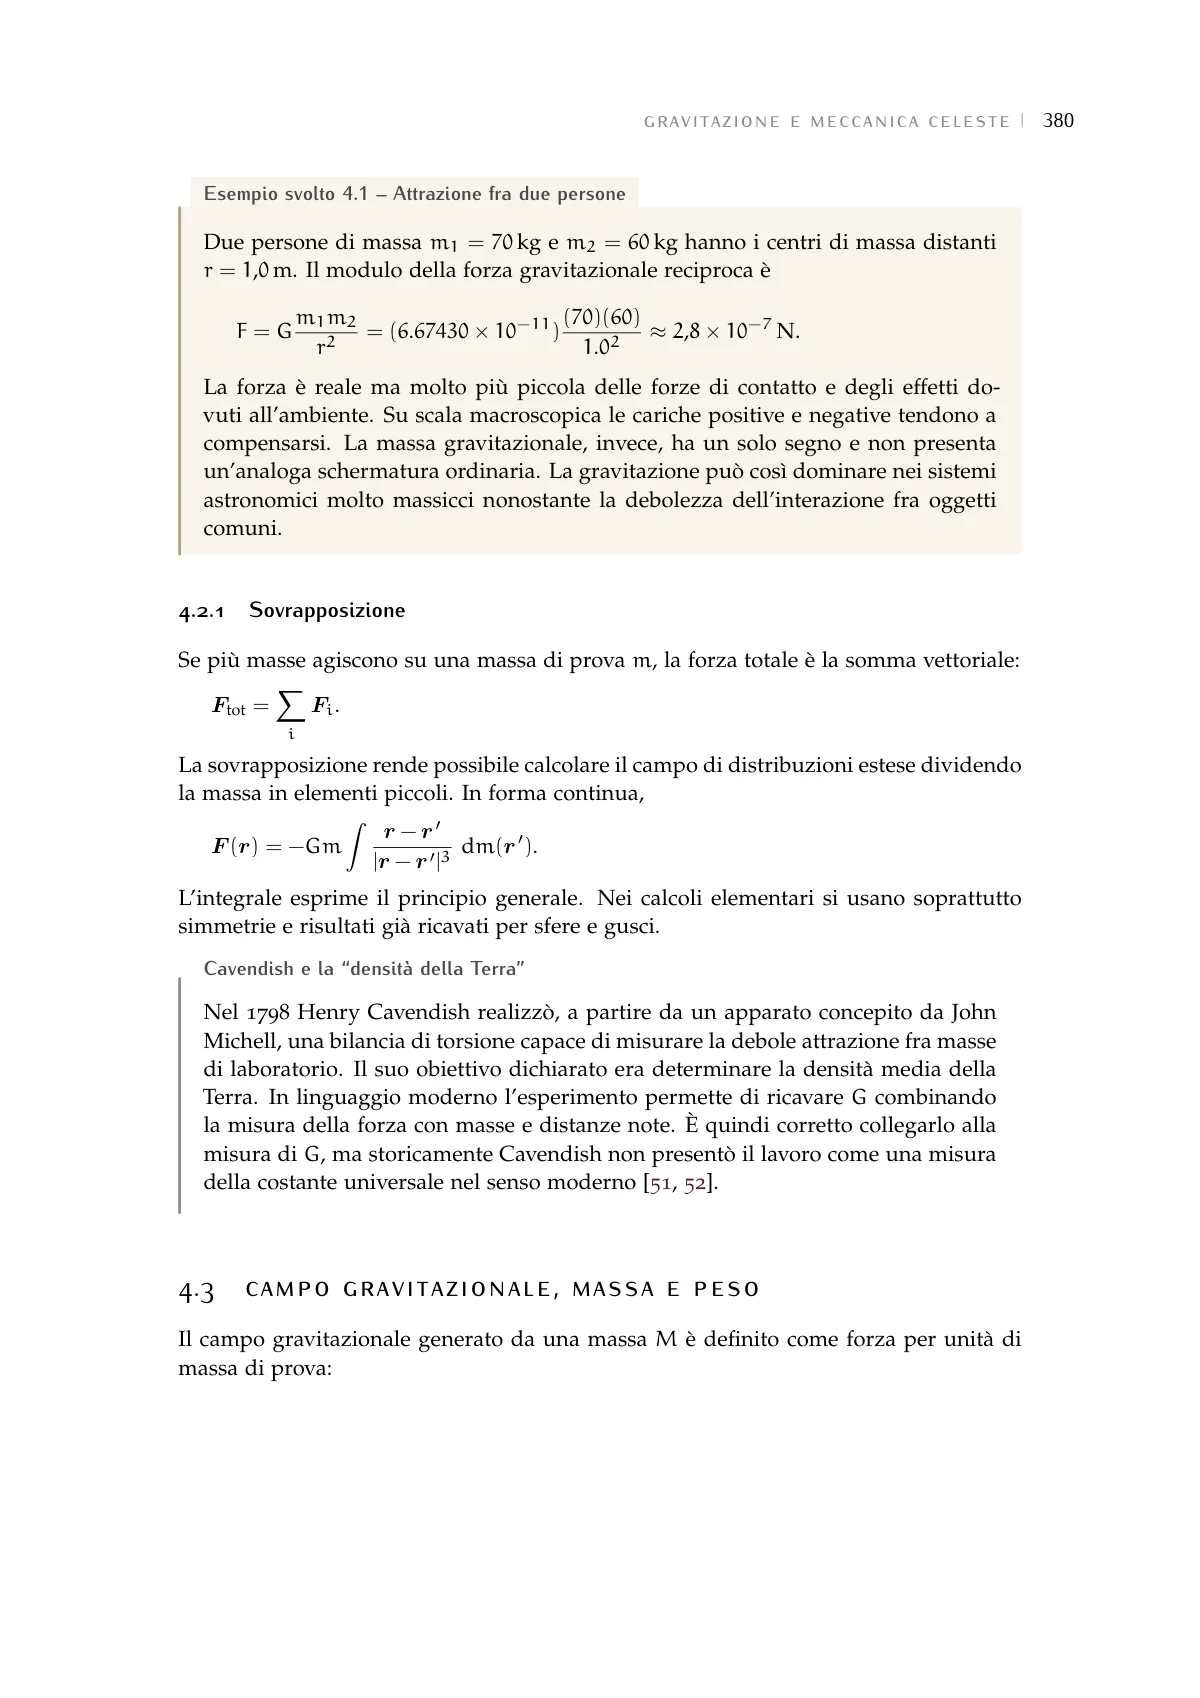 GRAVITAZIONE E MECCANICA CELESTE | 380
Esempio svolto 4.1 – Attrazione fra due persone
Due persone di massa m₁ = 70 kg e m₂ = 60 kg hanno i centri di massa distanti
r = 1,0 m. Il modulo della forza gravitazionale reciproca è
F = G m₁m₂/r² = (6.67430 × 10⁻¹¹) (70)(60)/1.0² ≈ 2,8 × 10⁻⁷ N.
La forza è reale ma molto più piccola delle forze di contatto e degli effetti do-
vuti all'ambiente. Su scala macroscopica le cariche positive e negative tendono a
compensarsi. La massa gravitazionale, invece, ha un solo segno e non presenta
un'analoga schermatura ordinaria. La gravitazione può così dominare nei sistemi
astronomici molto massicci nonostante la debolezza dell'interazione fra oggetti
comuni.
4.2.1 Sovrapposizione
Se più masse agiscono su una massa di prova m, la forza totale è la somma vettoriale:
F_tot = ∑_i F_i.
La sovrapposizione rende possibile calcolare il campo di distribuzioni estese dividendo
la massa in elementi piccoli. In forma continua,
F(r) = −Gm ∫ (r − r′)/|r − r′|³ dm(r′).
L'integrale esprime il principio generale. Nei calcoli elementari si usano soprattutto
simmetrie e risultati già ricavati per sfere e gusci.
Cavendish e la "densità della Terra"
Nel 1798 Henry Cavendish realizzò, a partire da un apparato concepito da John
Michell, una bilancia di torsione capace di misurare la debole attrazione fra masse
di laboratorio. Il suo obiettivo dichiarato era determinare la densità media della
Terra. In linguaggio moderno l'esperimento permette di ricavare G combinando
la misura della forza con masse e distanze note. È quindi corretto collegarlo alla
misura di G, ma storicamente Cavendish non presentò il lavoro come una misura
della costante universale nel senso moderno [51, 52].
4.3 CAMPO GRAVITAZIONALE, MASSA E PESO
Il campo gravitazionale generato da una massa M è definito come forza per unità di
massa di prova: